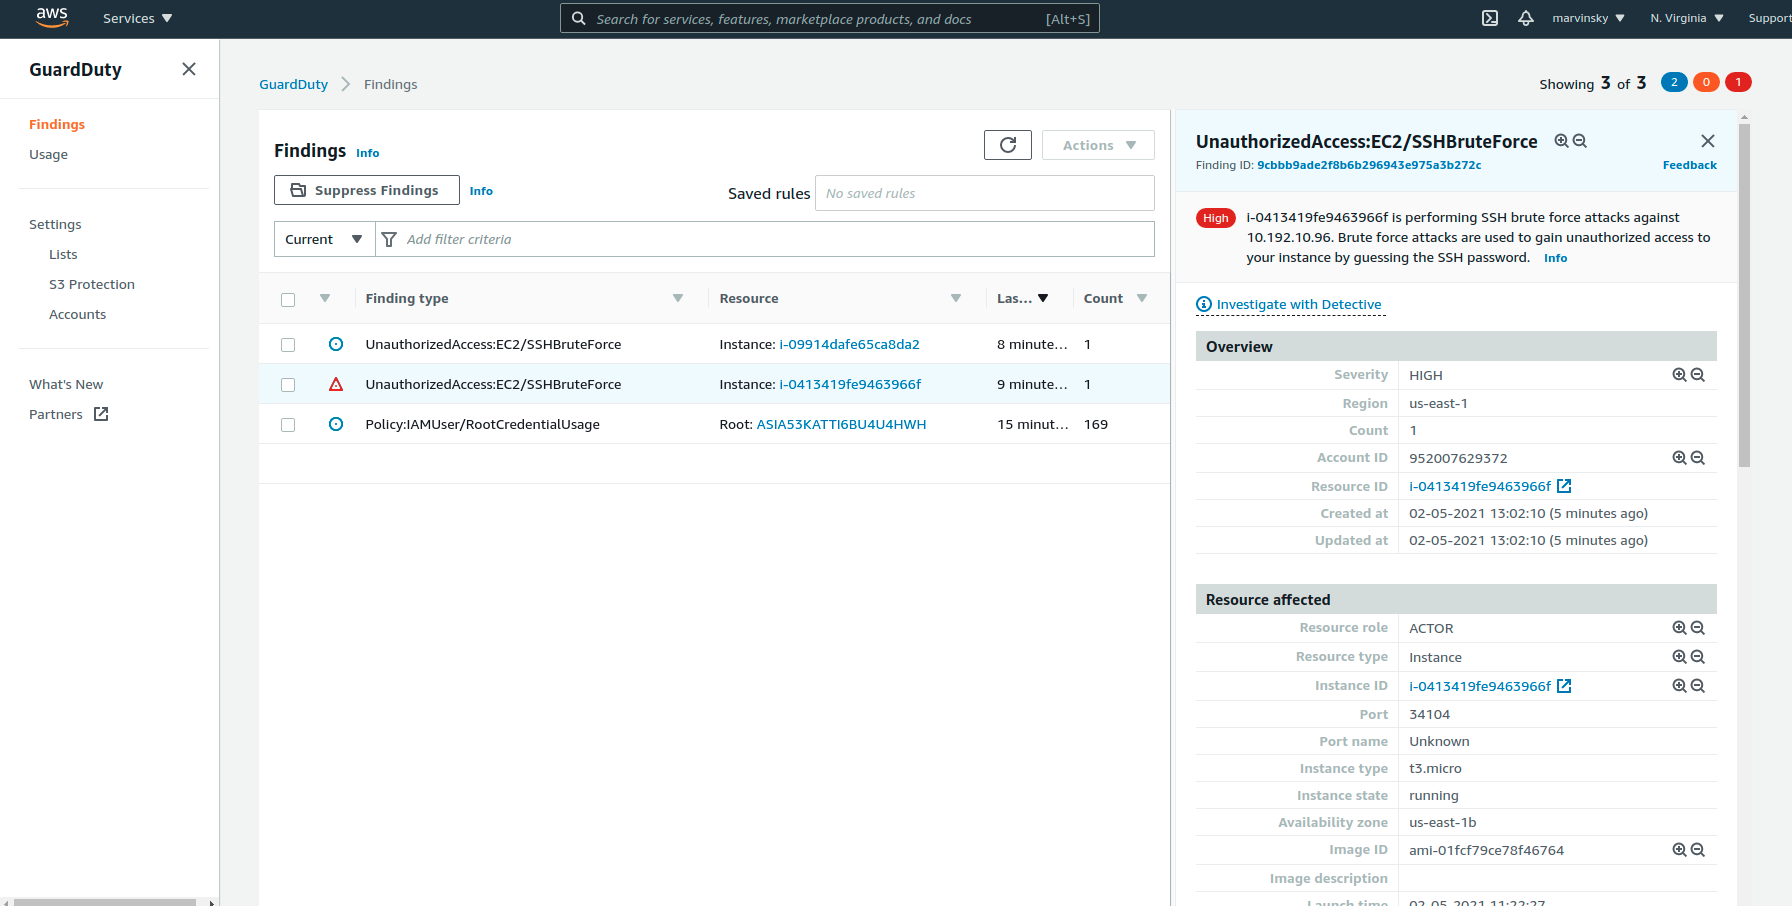 aws Services Search for services, features, marketplace products, and docs [Alt+S] marvinsky N. Virginia Support
GuardDuty
Findings
Usage
Settings
Lists
S3 Protection
Accounts
What's New
Partners
GuardDuty Findings
Showing 3 of 3 2 0 1
Findings Info
Actions
Suppress Findings Info
Saved rules No saved rules
Current Add filter criteria
Finding type Resource Las... Count
UnauthorizedAccess:EC2/SSHBruteForce Instance: i-09914dafe65ca8da2 8 minute... 1
UnauthorizedAccess:EC2/SSHBruteForce Instance: i-0413419fe9463966f 9 minute... 1
Policy:IAMUser/RootCredentialUsage Root: ASIA53KATTI6BU4U4HWH 15 minut... 169
UnauthorizedAccess:EC2/SSHBruteForce
Finding ID: 9cbbb9ade2f8b6b296943e975a3b272c Feedback
High i-0413419fe9463966f is performing SSH brute force attacks against
10.192.10.96. Brute force attacks are used to gain unauthorized access to
your instance by guessing the SSH password. Info
Investigate with Detective
Overview
Severity HIGH
Region us-east-1
Count 1
Account ID 952007629372
Resource ID i-0413419fe9463966f
Created at 02-05-2021 13:02:10 (5 minutes ago)
Updated at 02-05-2021 13:02:10 (5 minutes ago)
Resource affected
Resource role ACTOR
Resource type Instance
Instance ID i-0413419fe9463966f
Port 34104
Port name Unknown
Instance type t3.micro
Instance state running
Availability zone us-east-1b
Image ID ami-01fcf79ce78f46764
Image description
Launch time 02-05-2021 11:22:27